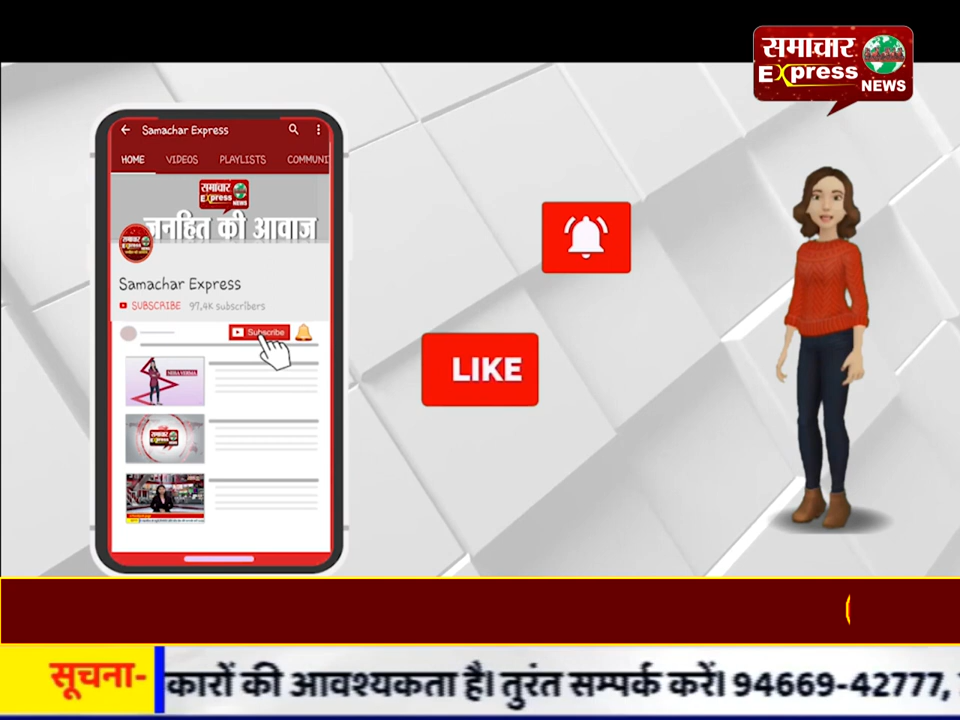 समाचार
Express
NEWS
Samachar Express
HOME VIDEOS PLAYLISTS COMMUNI
समाचार
Express
NEWS
जनहित की आवाज
Samachar Express
SUBSCRIBE 97.4K subscribers
Subscribe
LIKE
सूचना- कारों की आवश्यकता है। तुरंत सम्पर्क करें। 94669-42777,